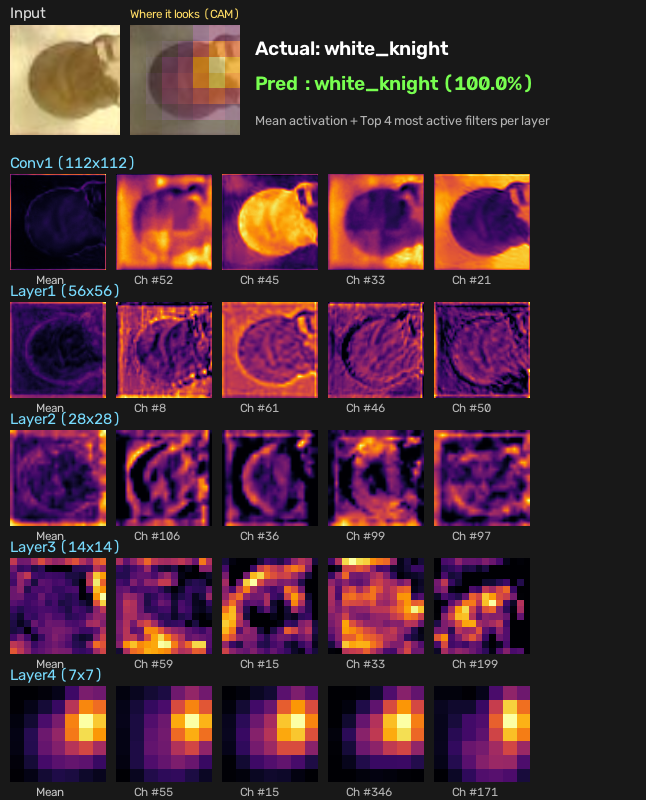 Input
Where it looks (CAM)
Actual: white_knight
Pred : white_knight (100.0%)
Mean activation + Top 4 most active filters per layer
Conv1 (112x112)
Mean Ch #52 Ch #45 Ch #33 Ch #21
Layer1 (56x56)
Mean Ch #8 Ch #61 Ch #46 Ch #50
Layer2 (28x28)
Mean Ch #106 Ch #36 Ch #99 Ch #97
Layer3 (14x14)
Mean Ch #59 Ch #15 Ch #33 Ch #199
Layer4 (7x7)
Mean Ch #55 Ch #15 Ch #346 Ch #171